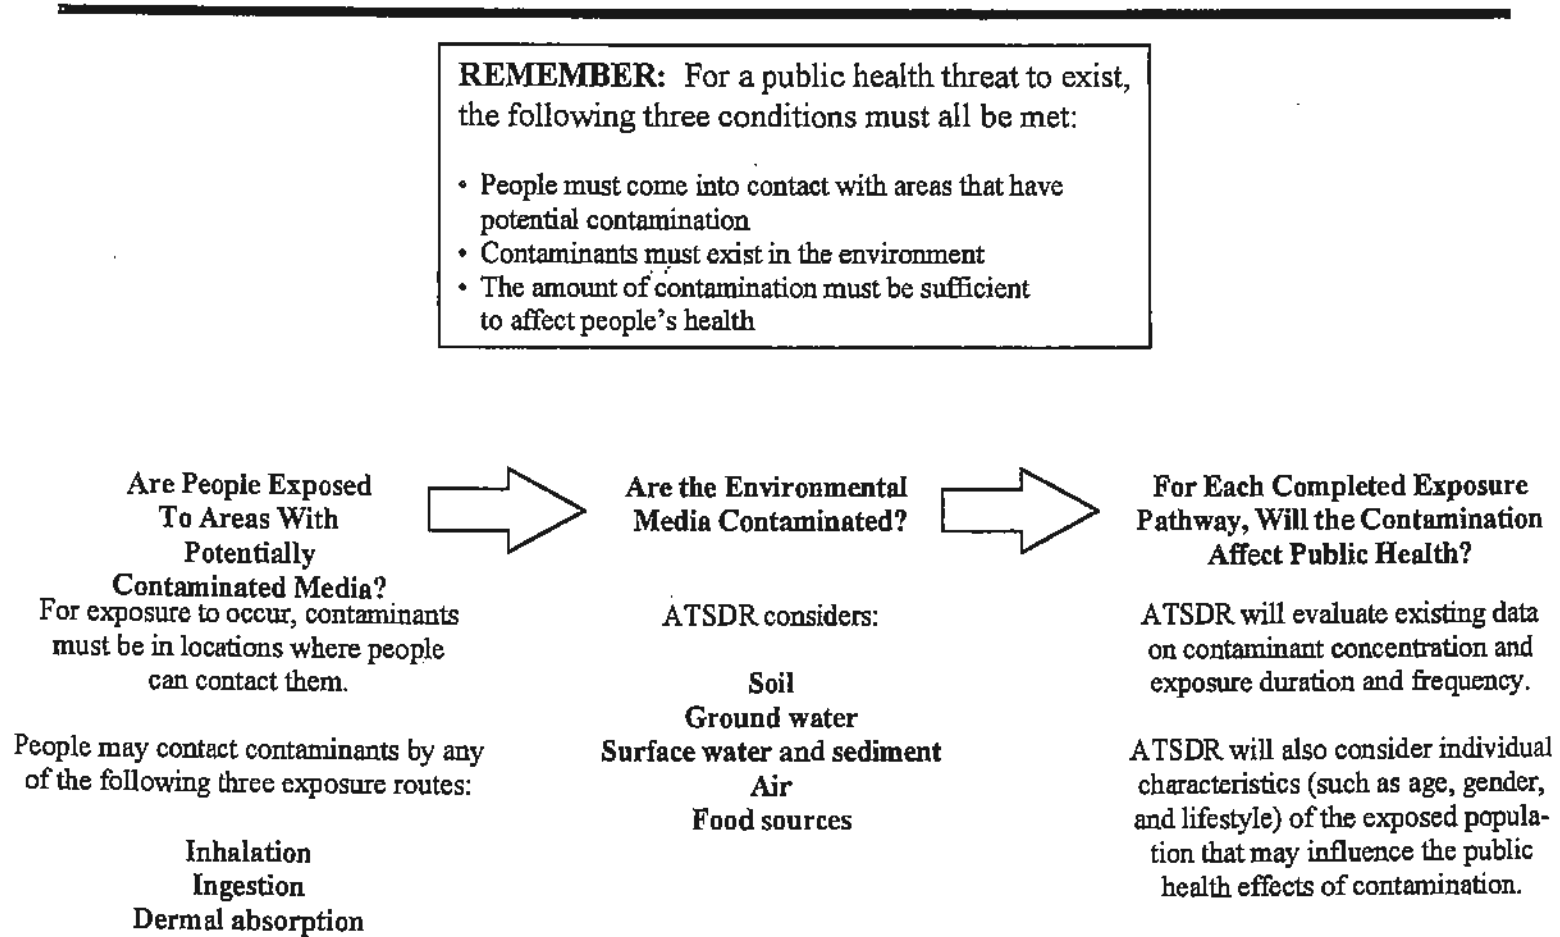 REMEMBER: For a public health threat to exist,
the following three conditions must all be met:
• People must come into contact with areas that have
potential contamination
• Contaminants must exist in the environment
• The amount of contamination must be sufficient
to affect people's health
Are People Exposed
To Areas With
Potentially
Contaminated Media?
For exposure to occur, contaminants
must be in locations where people
can contact them.
People may contact contaminants by any
of the following three exposure routes:
Inhalation
Ingestion
Dermal absorption
Are the Environmental
Media Contaminated?
ATSDR considers:
Soil
Ground water
Surface water and sediment
Air
Food sources
For Each Completed Exposure
Pathway, Will the Contamination
Affect Public Health?
ATSDR will evaluate existing data
on contaminant concentration and
exposure duration and frequency.
ATSDR will also consider individual
characteristics (such as age, gender,
and lifestyle) of the exposed popula-
tion that may influence the public
health effects of contamination.